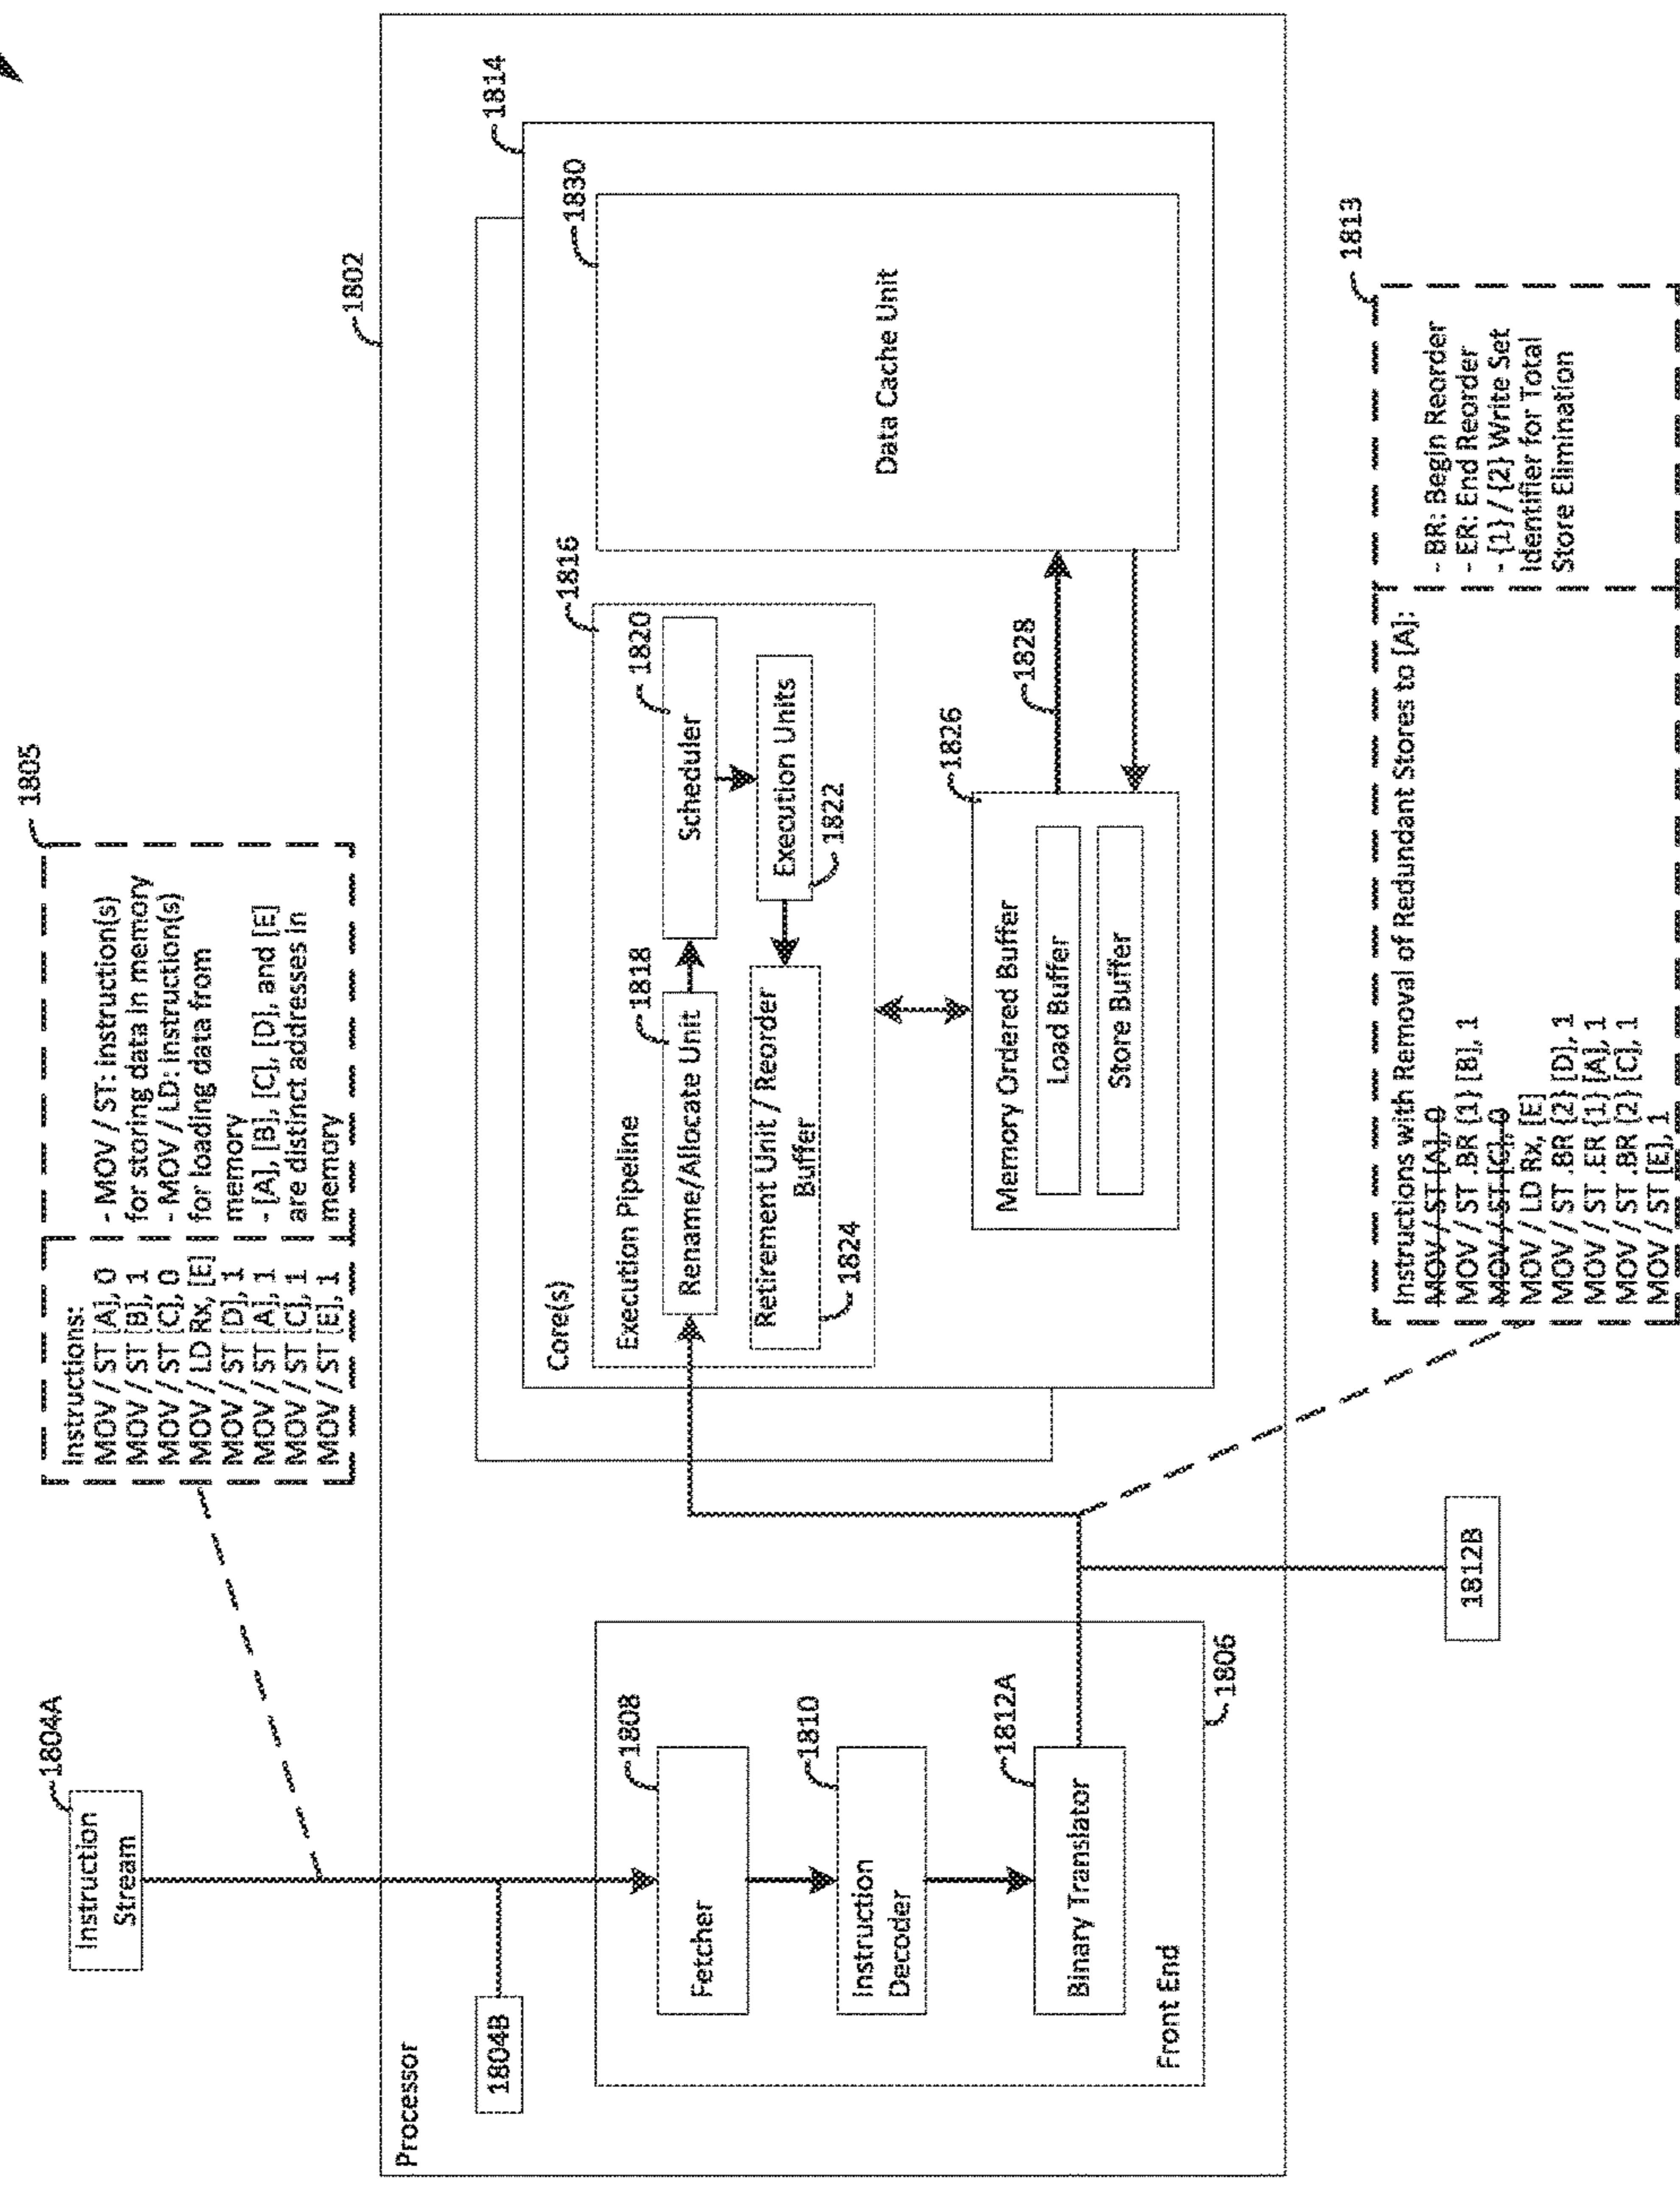 1804A
Instruction
Stream
1805
Instructions:
MOV / ST [A], 0
MOV / ST [B], 1
MOV / ST [C], 0
MOV / LD Rx, [E]
MOV / ST [D], 1
MOV / ST [A], 1
MOV / ST [C], 1
MOV / ST [E], 1
- MOV / ST: Instruction(s)
for storing data in memory
- MOV / LD: Instruction(s)
for loading data from
memory
- [A], [B], [C], [D], and [E]
are distinct addresses in
memory
1802
Processor
1804B
1808
Fetcher
1810
Instruction
Decoder
1812A
Binary Translator
Front End
1806
1814
Core(s)
1816
Execution Pipeline
1818
Rename/Allocate Unit
1820
Scheduler
Execution Units
1822
Retirement Unit / Reorder
Buffer
1824
1826
Memory Ordered Buffer
Load Buffer
Store Buffer
1828
1830
Data Cache Unit
1812B
1813
Instructions with Removal of Redundant Stores to [A]:
MOV / ST [A], 0
MOV / ST .BR {1} [B], 1
MOV / ST [C], 0
MOV / LD Rx, [E]
MOV / ST .BR {2} [D], 1
MOV / ST .ER {1} [A], 1
MOV / ST .BR {2} [C], 1
MOV / ST [E], 1
- BR: Begin Reorder
- ER: End Reorder
- {1} / {2} Write Set
Identifier for Total
Store Elimination